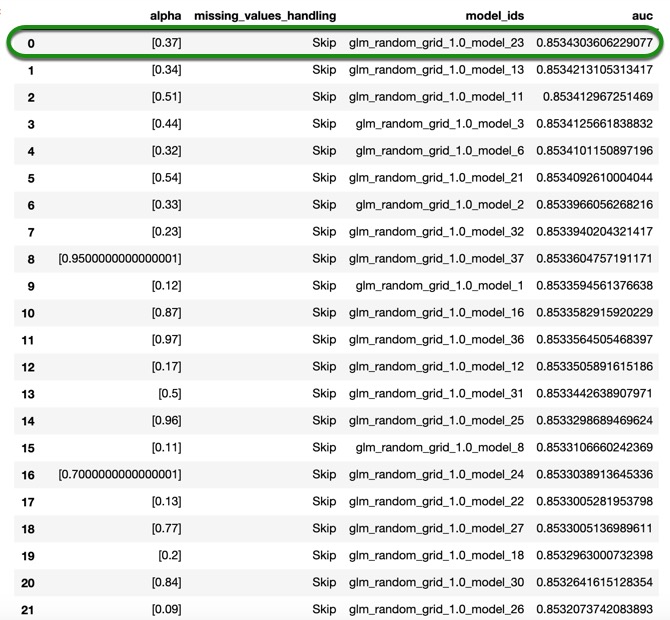 alpha missing_values_handling model_ids auc
0 [0.37] Skip glm_random_grid_1.0_model_23 0.8534303606229077
1 [0.34] Skip glm_random_grid_1.0_model_13 0.8534213105313417
2 [0.51] Skip glm_random_grid_1.0_model_11 0.853412967251469
3 [0.44] Skip glm_random_grid_1.0_model_3 0.8534125661838832
4 [0.32] Skip glm_random_grid_1.0_model_6 0.8534101150897196
5 [0.54] Skip glm_random_grid_1.0_model_21 0.8534092610004044
6 [0.33] Skip glm_random_grid_1.0_model_2 0.8533966056268216
7 [0.23] Skip glm_random_grid_1.0_model_32 0.8533940204321417
8 [0.9500000000000001] Skip glm_random_grid_1.0_model_37 0.8533604757191171
9 [0.12] Skip glm_random_grid_1.0_model_1 0.8533594561376638
10 [0.87] Skip glm_random_grid_1.0_model_16 0.8533582915920229
11 [0.97] Skip glm_random_grid_1.0_model_36 0.8533564505468397
12 [0.17] Skip glm_random_grid_1.0_model_12 0.8533505891615186
13 [0.5] Skip glm_random_grid_1.0_model_31 0.8533442638907971
14 [0.96] Skip glm_random_grid_1.0_model_25 0.8533298689469624
15 [0.11] Skip glm_random_grid_1.0_model_8 0.8533106660242369
16 [0.7000000000000001] Skip glm_random_grid_1.0_model_24 0.8533038913645336
17 [0.13] Skip glm_random_grid_1.0_model_22 0.8533005281953798
18 [0.77] Skip glm_random_grid_1.0_model_27 0.8533005136989611
19 [0.2] Skip glm_random_grid_1.0_model_18 0.8532963000732398
20 [0.84] Skip glm_random_grid_1.0_model_30 0.8532641615128354
21 [0.09] Skip glm_random_grid_1.0_model_26 0.8532073742083893